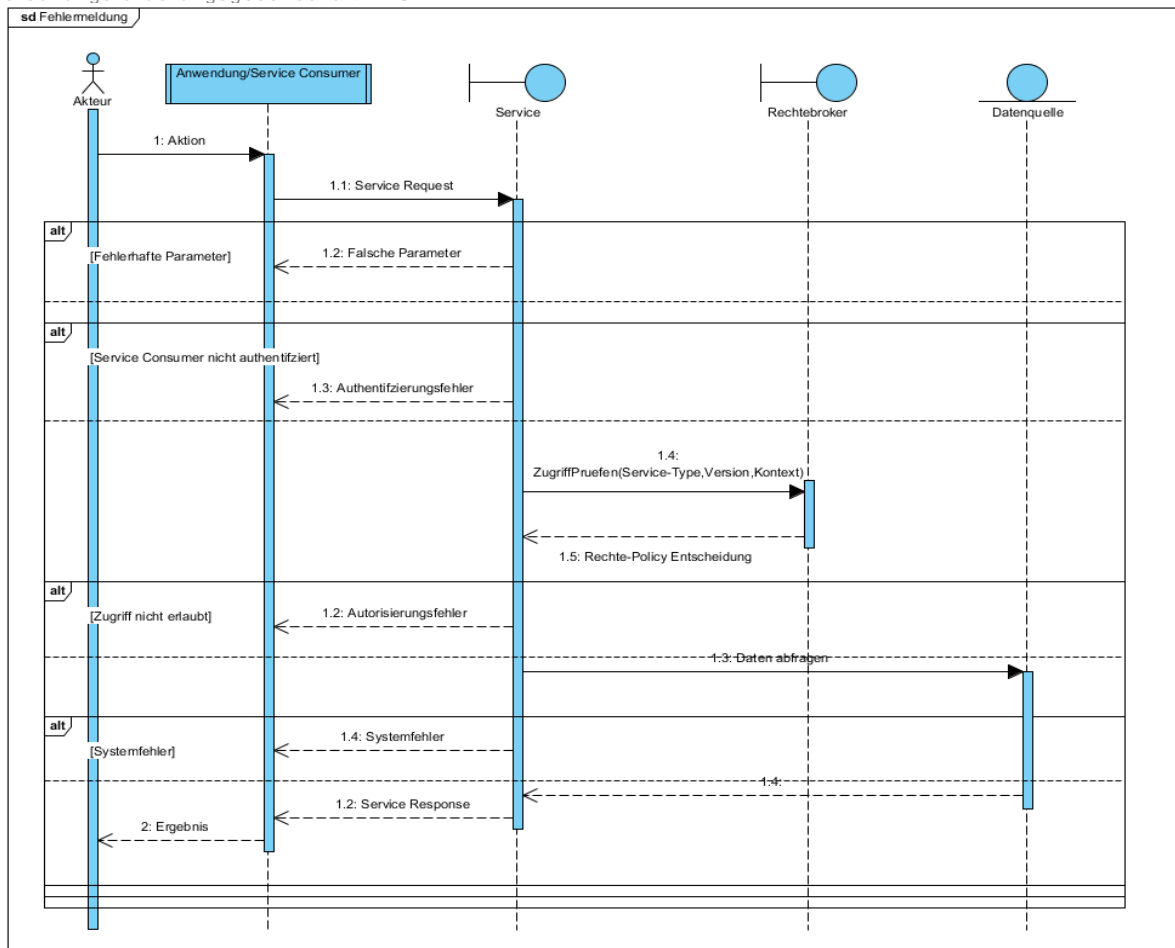 sd Fehlermeldung
Anwendung/Service Consumer
Akteur
Service
Rechtebroker
Datenquelle
1: Aktion
1.1: Service Request
alt
[Fehlerhafte Parameter]
1.2: Falsche Parameter
alt
[Service Consumer nicht authentifziert]
1.3: Authentifzierungsfehler
1.4:
ZugriffPruefen(Service-Type,Version,Kontext)
1.5: Rechte-Policy Entscheidung
alt
[Zugriff nicht erlaubt]
1.2: Autorisierungsfehler
1.3: Daten abfragen
alt
[Systemfehler]
1.4: Systemfehler
1.4:
1.2: Service Response
2: Ergebnis